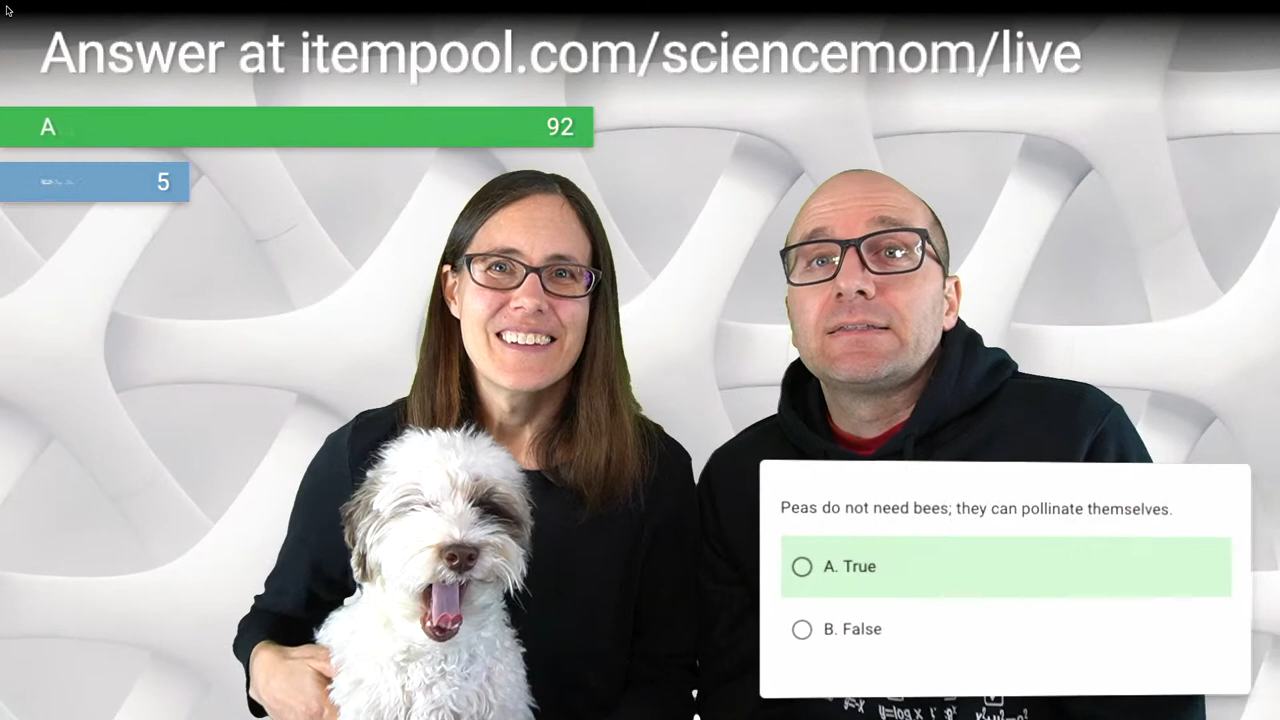 Answer at itempool.com/sciencemom/live
A 92
5
Peas do not need bees; they can pollinate themselves.
A. True
B. False
y=log x